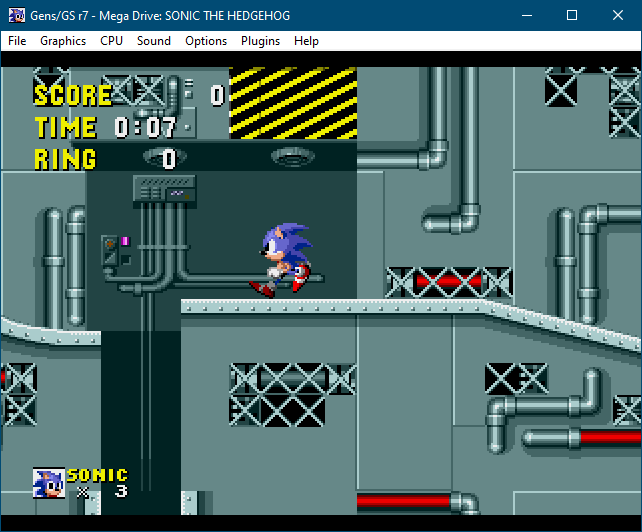 Gens/GS r7 - Mega Drive: SONIC THE HEDGEHOG
File Graphics CPU Sound Options Plugins Help
SCORE 0
TIME 0:07
RING 0
SONIC
x 3